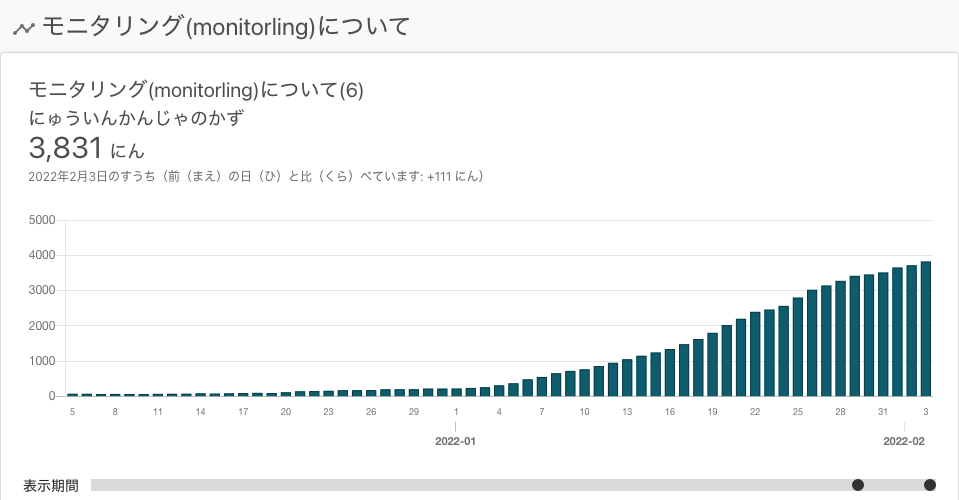 モニタリング(monitorling)について
モニタリング(monitorling)について(6)
にゅういんかんじゃのかず
3,831 にん
2022年2月3日のすうち（前（まえ）の日（ひ）と比（くら）べています: +111 にん）
5000
4000
3000
2000
1000
0
5 8 11 14 17 20 23 26 29 1 4 7 10 13 16 19 22 25 28 31 3
2022-01 2022-02
表示期間